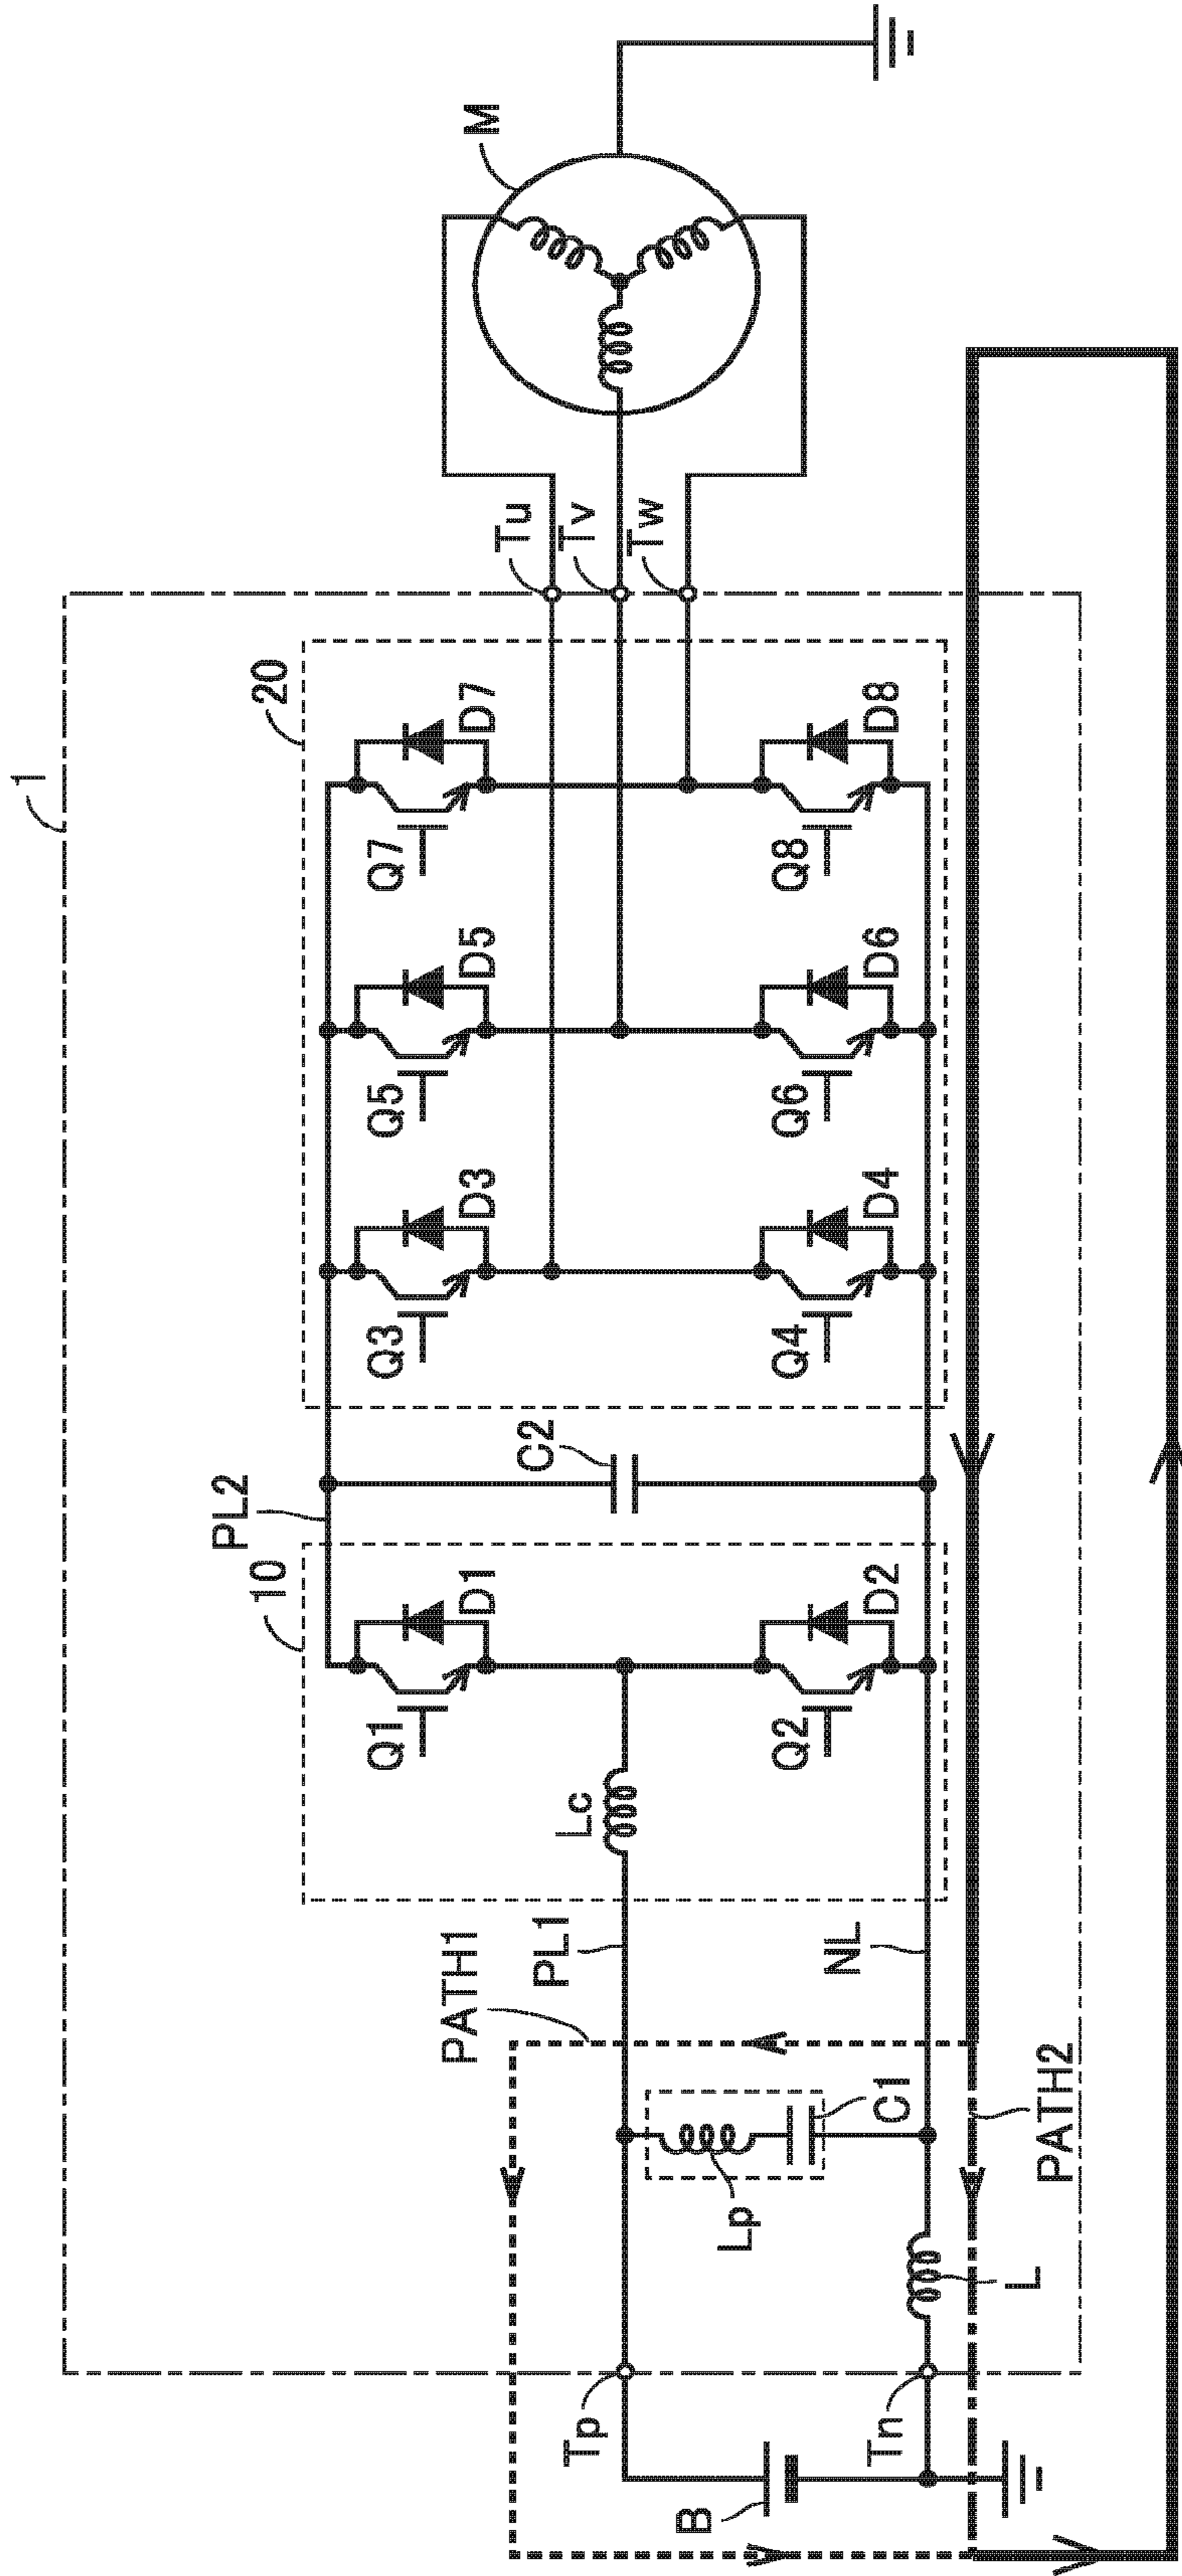 1
10
PL2
20
Q1
D1
C2
Q3
D3
Q5
D5
Q7
D7
Tu
Tv
Tw
M
PATH1
PL1
Lc
Tp
B
Lp
C1
NL
Q2
D2
Q4
D4
Q6
D6
Q8
D8
Tn
L
PATH2